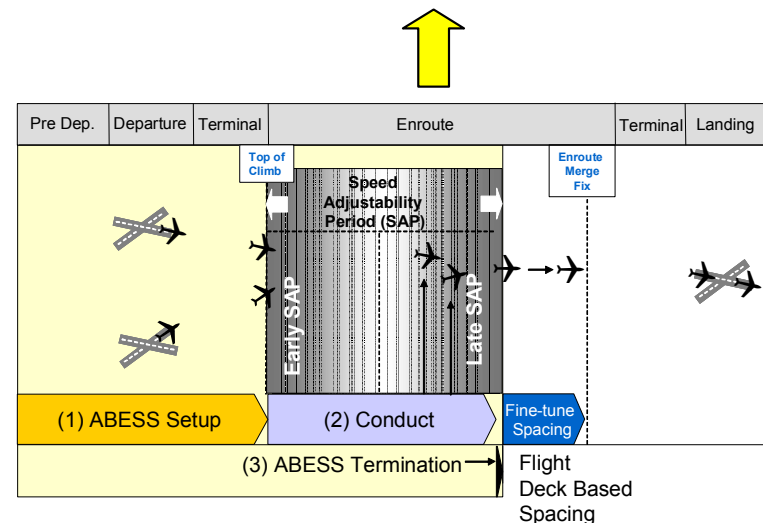 Pre Dep. Departure Terminal Enroute Terminal Landing
Top of
Climb
Enroute
Merge
Fix
Speed
Adjustability
Period (SAP)
Early SAP
Late SAP
(1) ABESS Setup
(2) Conduct
Fine-tune
Spacing
(3) ABESS Termination
Flight
Deck Based
Spacing